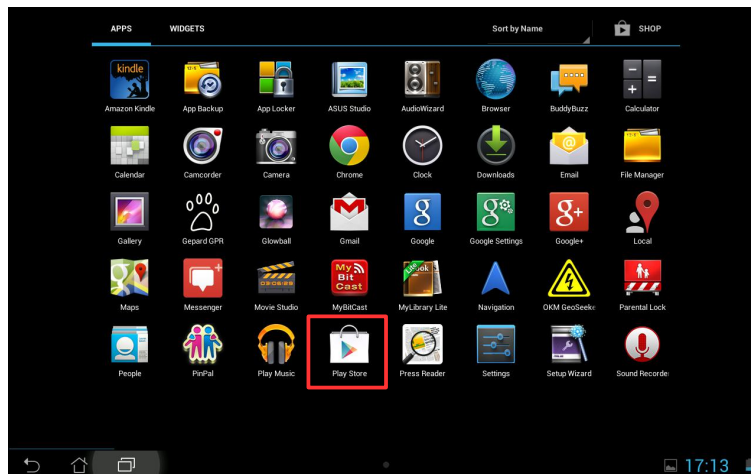 APPS WIDGETS Sort by Name SHOP
kindle
Amazon Kindle App Backup App Locker ASUS Studio AudioWizard Browser BuddyBuzz Calculator
Calendar Camcorder Camera Chrome Clock Downloads Email File Manager
g g g+
Gallery Gepard GPR Glowball Gmail Google Google Settings Google+ Local
My Bit Cast Lite
Maps Messenger Movie Studio MyBitCast MyLibrary Lite Navigation OKM GeoSeeke Parental Lock
People PinPal Play Music Play Store Press Reader Settings Setup Wizard Sound Recorde
17:13